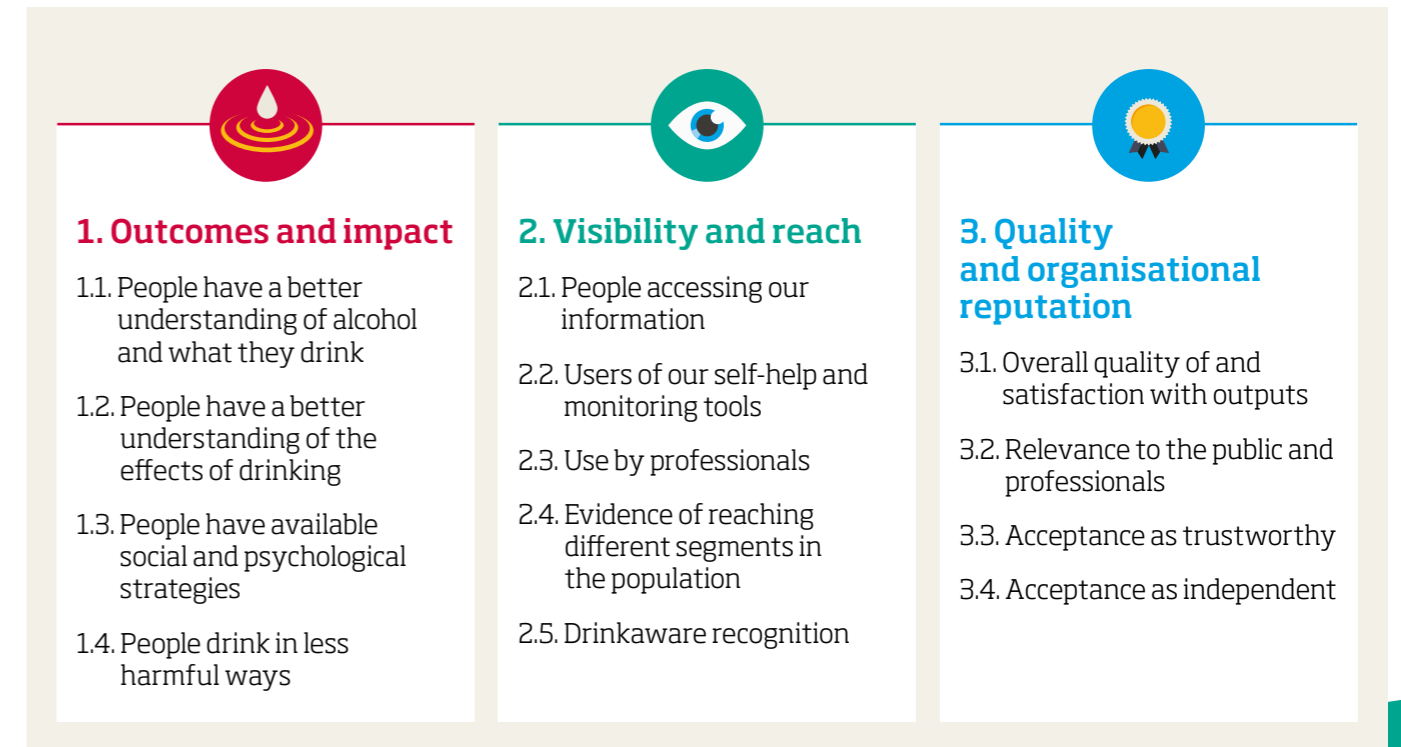 1. Outcomes and impact
1.1. People have a better
understanding of alcohol
and what they drink
1.2. People have a better
understanding of the
effects of drinking
1.3. People have available
social and psychological
strategies
1.4. People drink in less
harmful ways
2. Visibility and reach
2.1. People accessing our
information
2.2. Users of our self-help and
monitoring tools
2.3. Use by professionals
2.4. Evidence of reaching
different segments in
the population
2.5. Drinkaware recognition
3. Quality
and organisational
reputation
3.1. Overall quality of and
satisfaction with outputs
3.2. Relevance to the public and
professionals
3.3. Acceptance as trustworthy
3.4. Acceptance as independent